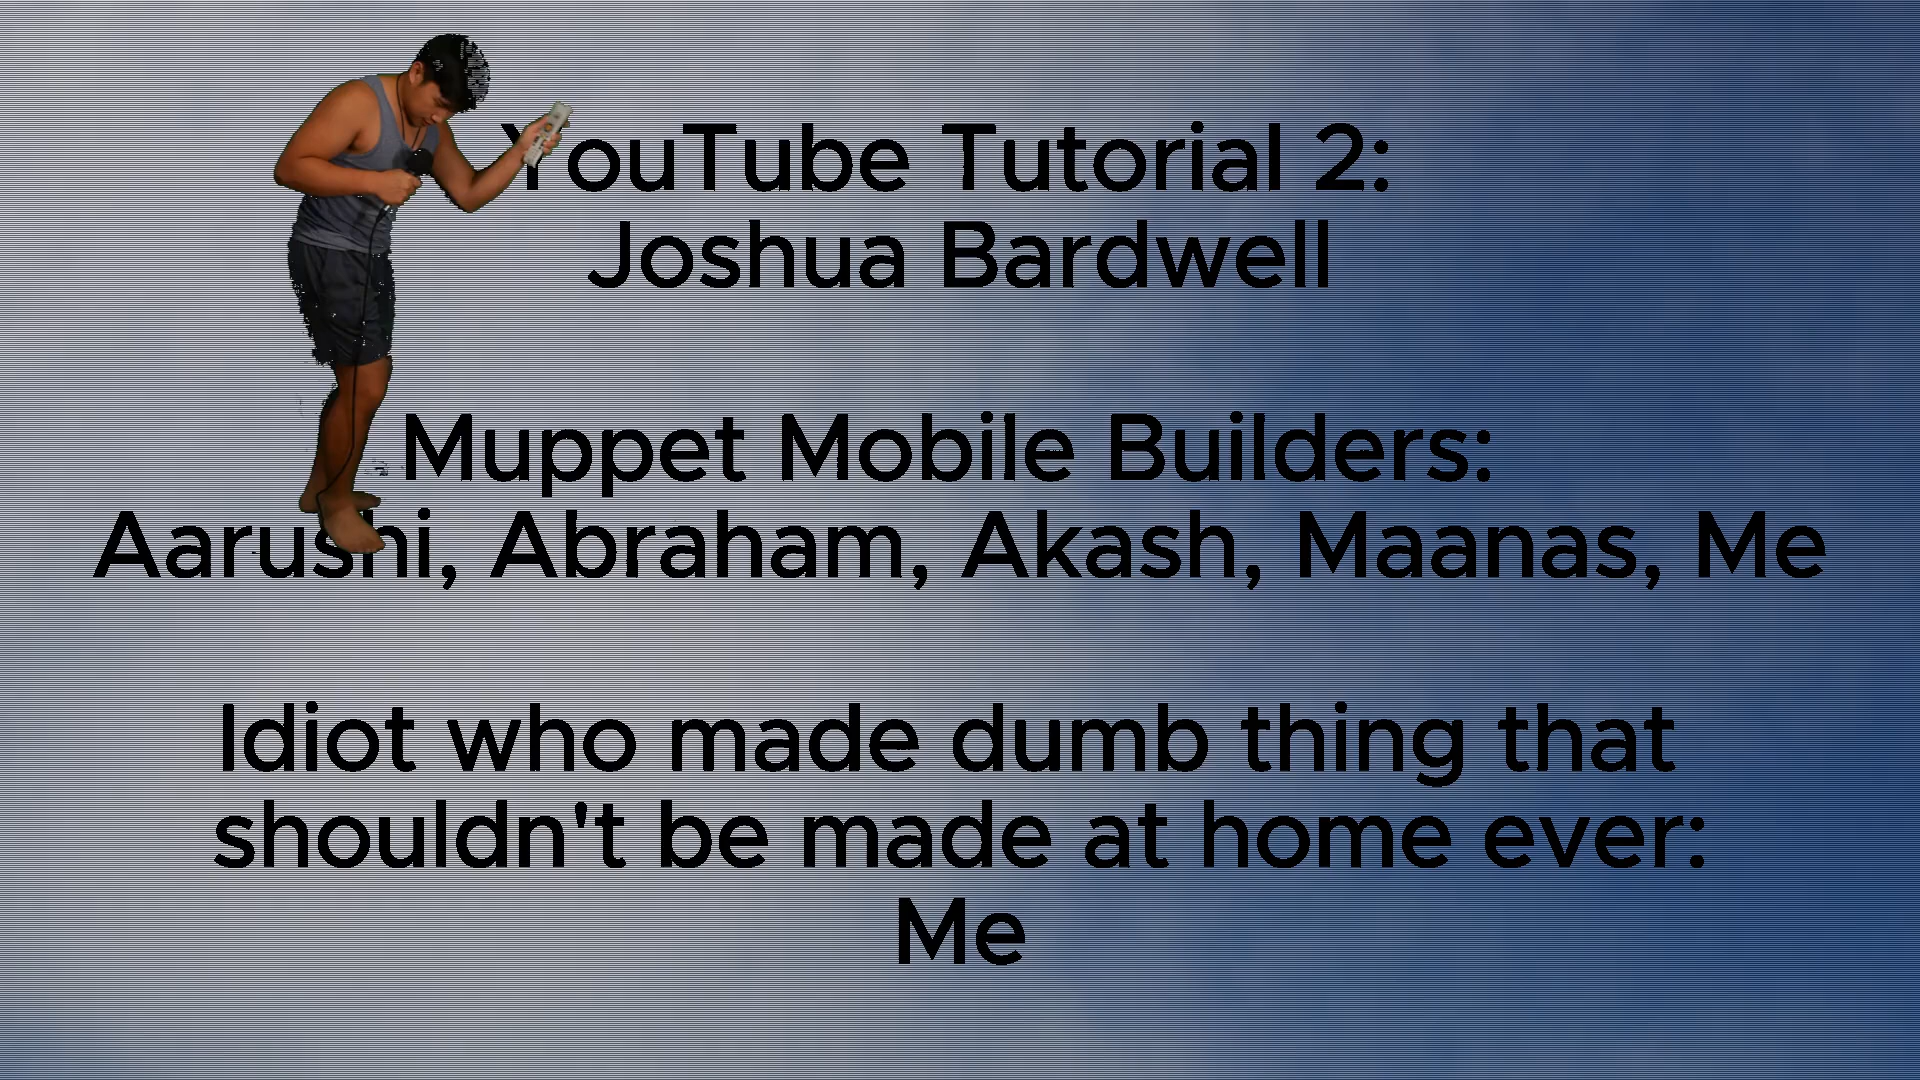 YouTube Tutorial 2:
Joshua Bardwell
Muppet Mobile Builders:
Aarushi, Abraham, Akash, Maanas, Me
Idiot who made dumb thing that
shouldn't be made at home ever:
Me